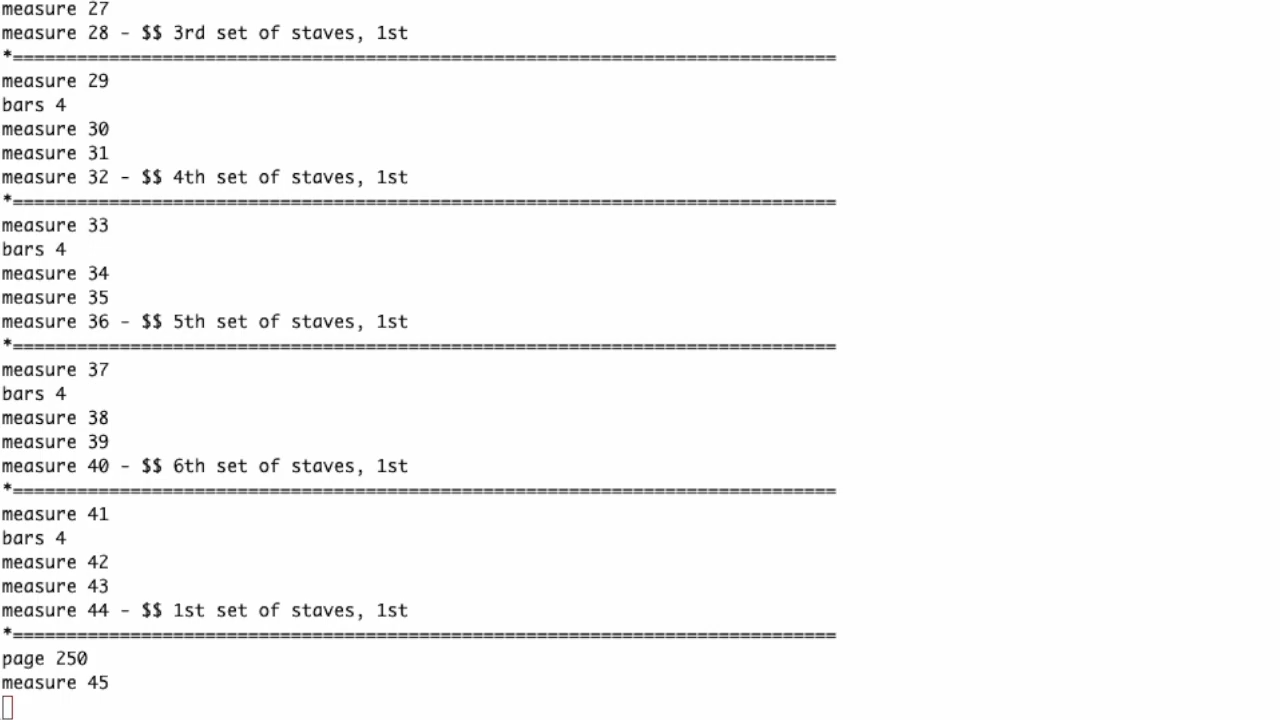 measure 27
measure 28 - $$ 3rd set of staves, 1st
*=============================================================================
measure 29
bars 4
measure 30
measure 31
measure 32 - $$ 4th set of staves, 1st
*=============================================================================
measure 33
bars 4
measure 34
measure 35
measure 36 - $$ 5th set of staves, 1st
*=============================================================================
measure 37
bars 4
measure 38
measure 39
measure 40 - $$ 6th set of staves, 1st
*=============================================================================
measure 41
bars 4
measure 42
measure 43
measure 44 - $$ 1st set of staves, 1st
*=============================================================================
page 250
measure 45